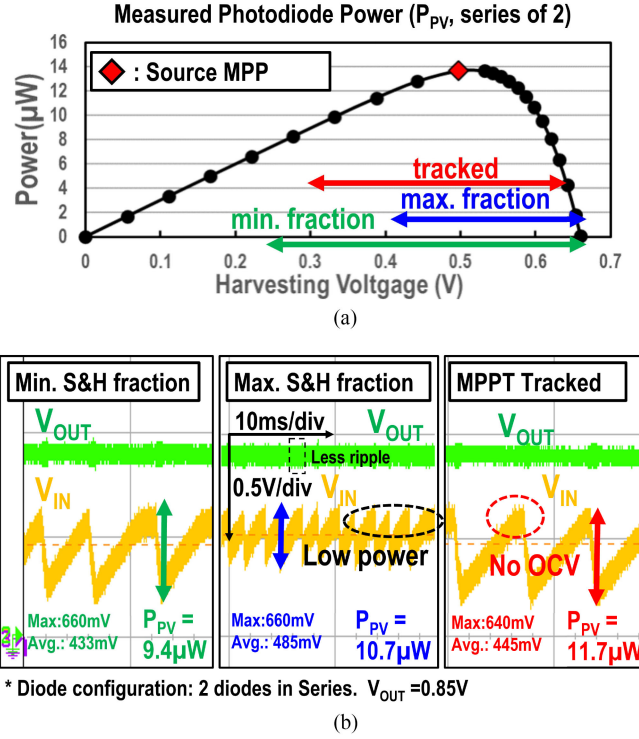 Measured Photodiode Power (PPV, series of 2)
16
14
12
10
8
6
4
2
0
Power(µW)
: Source MPP
tracked
max. fraction
min. fraction
0 0.1 0.2 0.3 0.4 0.5 0.6 0.7
Harvesting Voltgage (V)
(a)
Min. S&H fraction
VOUT
VIN
Max:660mV
Avg.: 433mV
PPV =
9.4µW
Max. S&H fraction
10ms/div
VOUT
Less ripple
0.5V/div
VIN
Low power
Max:660mV
Avg.: 485mV
PPV =
10.7µW
MPPT Tracked
VOUT
VIN
No OCV
Max:640mV
Avg.: 445mV
PPV =
11.7µW
* Diode configuration: 2 diodes in Series. VOUT =0.85V
(b)